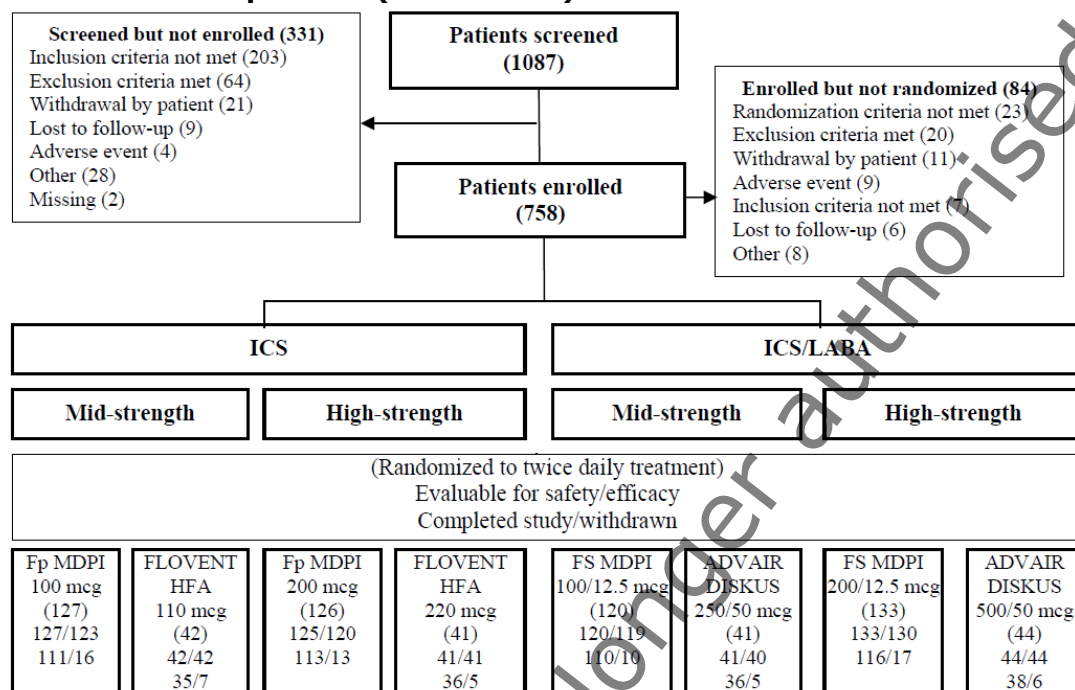 Patients screened
(1087)
Screened but not enrolled (331)
Inclusion criteria not met (203)
Exclusion criteria met (64)
Withdrawal by patient (21)
Lost to follow-up (9)
Adverse event (4)
Other (28)
Missing (2)
Patients enrolled
(758)
Enrolled but not randomized (84)
Randomization criteria not met (23)
Exclusion criteria met (20)
Withdrawal by patient (11)
Adverse event (9)
Inclusion criteria not met (7)
Lost to follow-up (6)
Other (8)
ICS
ICS/LABA
Mid-strength
High-strength
Mid-strength
High-strength
(Randomized to twice daily treatment)
Evaluable for safety/efficacy
Completed study/withdrawn
Fp MDPI
100 mcg
(127)
127/123
111/16
FLOVENT
HFA
110 mcg
(42)
42/42
35/7
Fp MDPI
200 mcg
(126)
125/120
113/13
FLOVENT
HFA
220 mcg
(41)
41/41
36/5
FS MDPI
100/12.5 mcg
(120)
120/119
110/10
ADVAIR
DISKUS
250/50 mcg
(41)
41/40
36/5
FS MDPI
200/12.5 mcg
(133)
133/130
116/17
ADVAIR
DISKUS
500/50 mcg
(44)
44/44
38/6
longer authorised